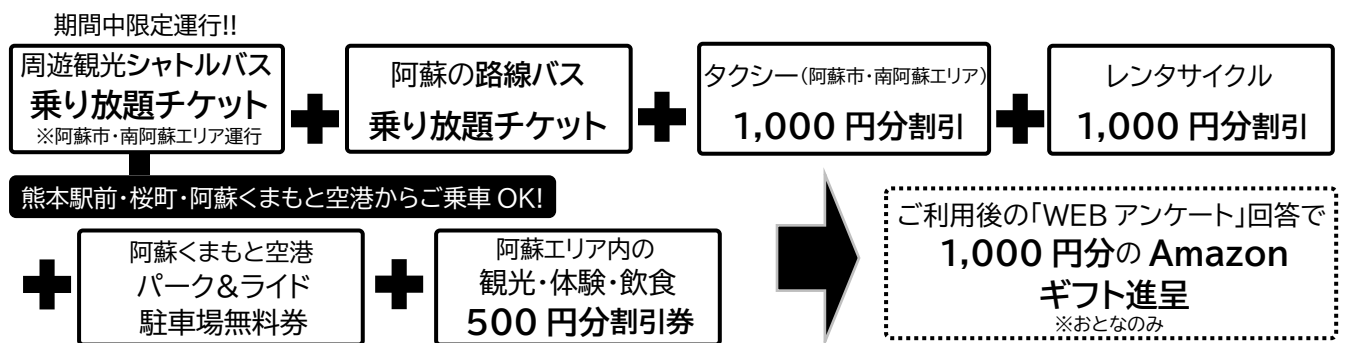 期間中限定運行!!
周遊観光シャトルバス
乗り放題チケット
※阿蘇市・南阿蘇エリア運行
阿蘇の路線バス
乗り放題チケット
タクシー(阿蘇市・南阿蘇エリア)
1,000 円分割引
レンタサイクル
1,000 円分割引
熊本駅前・桜町・阿蘇くまもと空港からご乗車 OK!
阿蘇くまもと空港
パーク&ライド
駐車場無料券
阿蘇エリア内の
観光・体験・飲食
500 円分割引券
ご利用後の「WEB アンケート」回答で
1,000 円分の Amazon
ギフト進呈
※おとなのみ